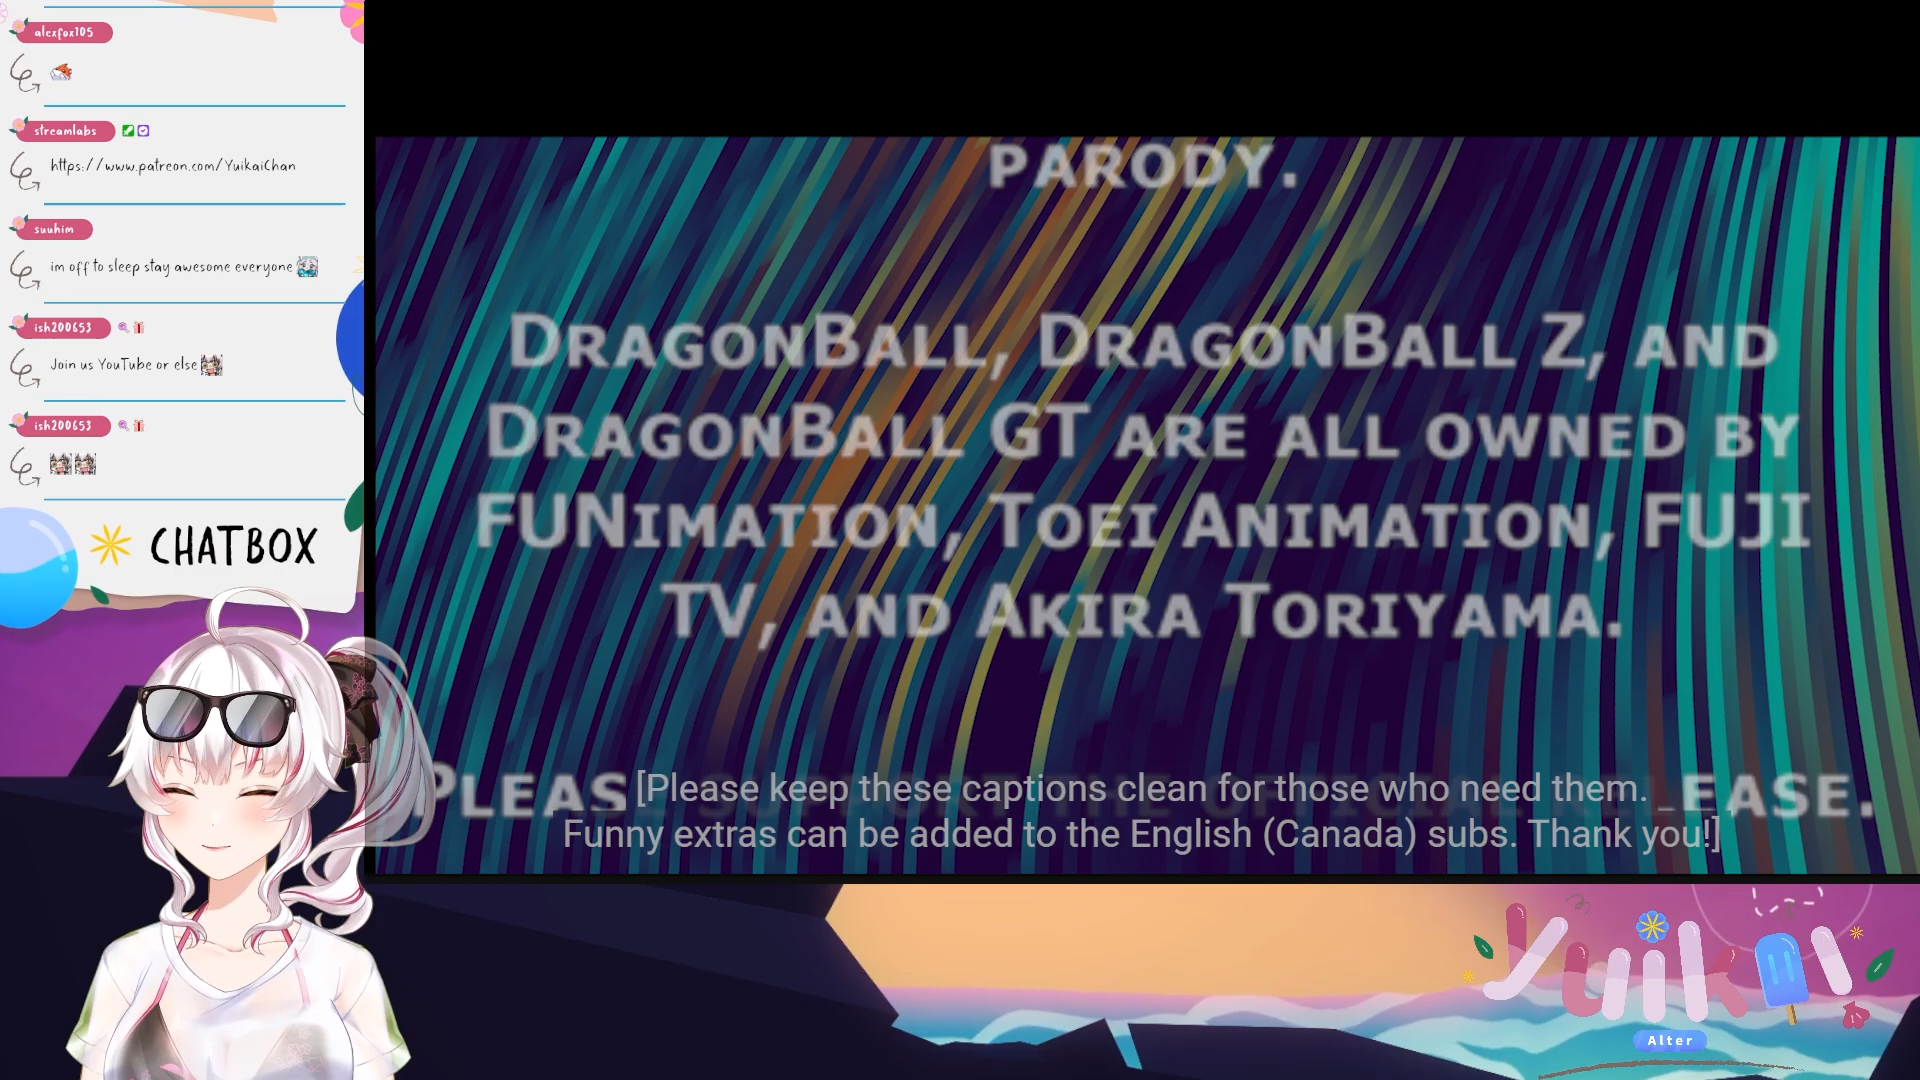 alexfox105
streamlabs
https://www.patreon.com/YuikaiChan
suuhim
im off to sleep stay awesome everyone
ish200653
Join us YouTube or else
ish200653
CHATBOX
PARODY.
DRAGONBALL, DRAGONBALL Z, AND
DRAGONBALL GT ARE ALL OWNED BY
FUNIMATION, TOEI ANIMATION, FUJI
TV, AND AKIRA TORIYAMA.
PLEAS EASE.
[Please keep these captions clean for those who need them.
Funny extras can be added to the English (Canada) subs. Thank you!]
Yuikai
Alter